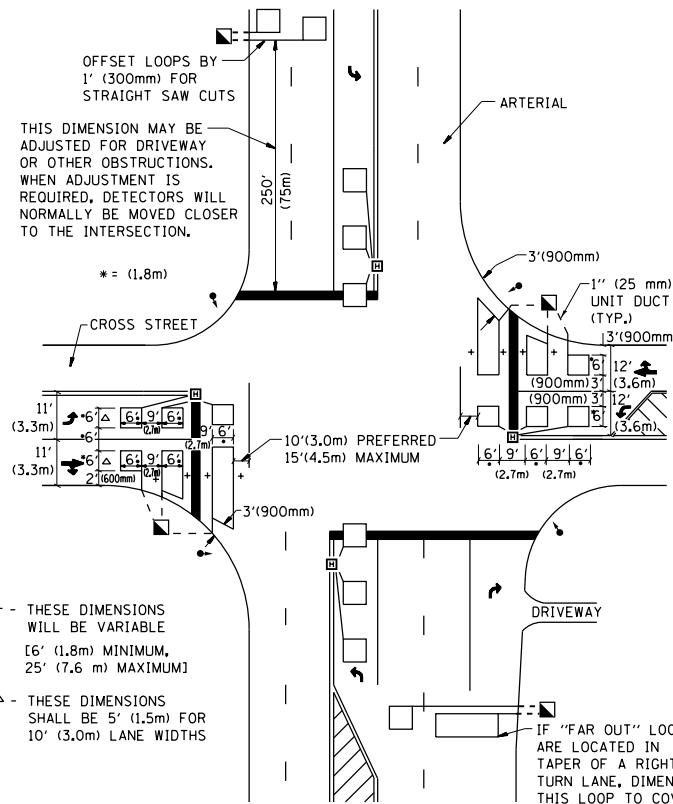 OFFSET LOOPS BY
1' (300mm) FOR
STRAIGHT SAW CUTS
ARTERIAL
THIS DIMENSION MAY BE
ADJUSTED FOR DRIVEWAY
OR OTHER OBSTRUCTIONS.
WHEN ADJUSTMENT IS
REQUIRED, DETECTORS WILL
NORMALLY BE MOVED CLOSER
TO THE INTERSECTION.
250'
(75m)
* = (1.8m)
H
3'(900mm)
1" (25 mm)
UNIT DUCT
(TYP.)
CROSS STREET
3'(900mm
6'
12'
(3.6m)
(900mm) 3'
(900mm) 3'
12'
6'
(3.6m)
H
H
11'
(3.3m)
*6'
△
6' 9' 6'
(2.7m)
*6'
9' 6'
(2.7m)
11'
(3.3m)
*6'
△
6' 9' 6'
(2.7m)
2' (600mm)
10'(3.0m) PREFERRED
15'(4.5m) MAXIMUM
6' 9' 6' 9' 6'
(2.7m) (2.7m)
3'(900mm)
H
DRIVEWAY
- THESE DIMENSIONS
WILL BE VARIABLE
[6' (1.8m) MINIMUM,
25' (7.6 m) MAXIMUM]
- THESE DIMENSIONS
SHALL BE 5' (1.5m) FOR
10' (3.0m) LANE WIDTHS
IF "FAR OUT" LOO
ARE LOCATED IN
TAPER OF A RIGHT
TURN LANE, DIMEN
THIS LOOP TO COV